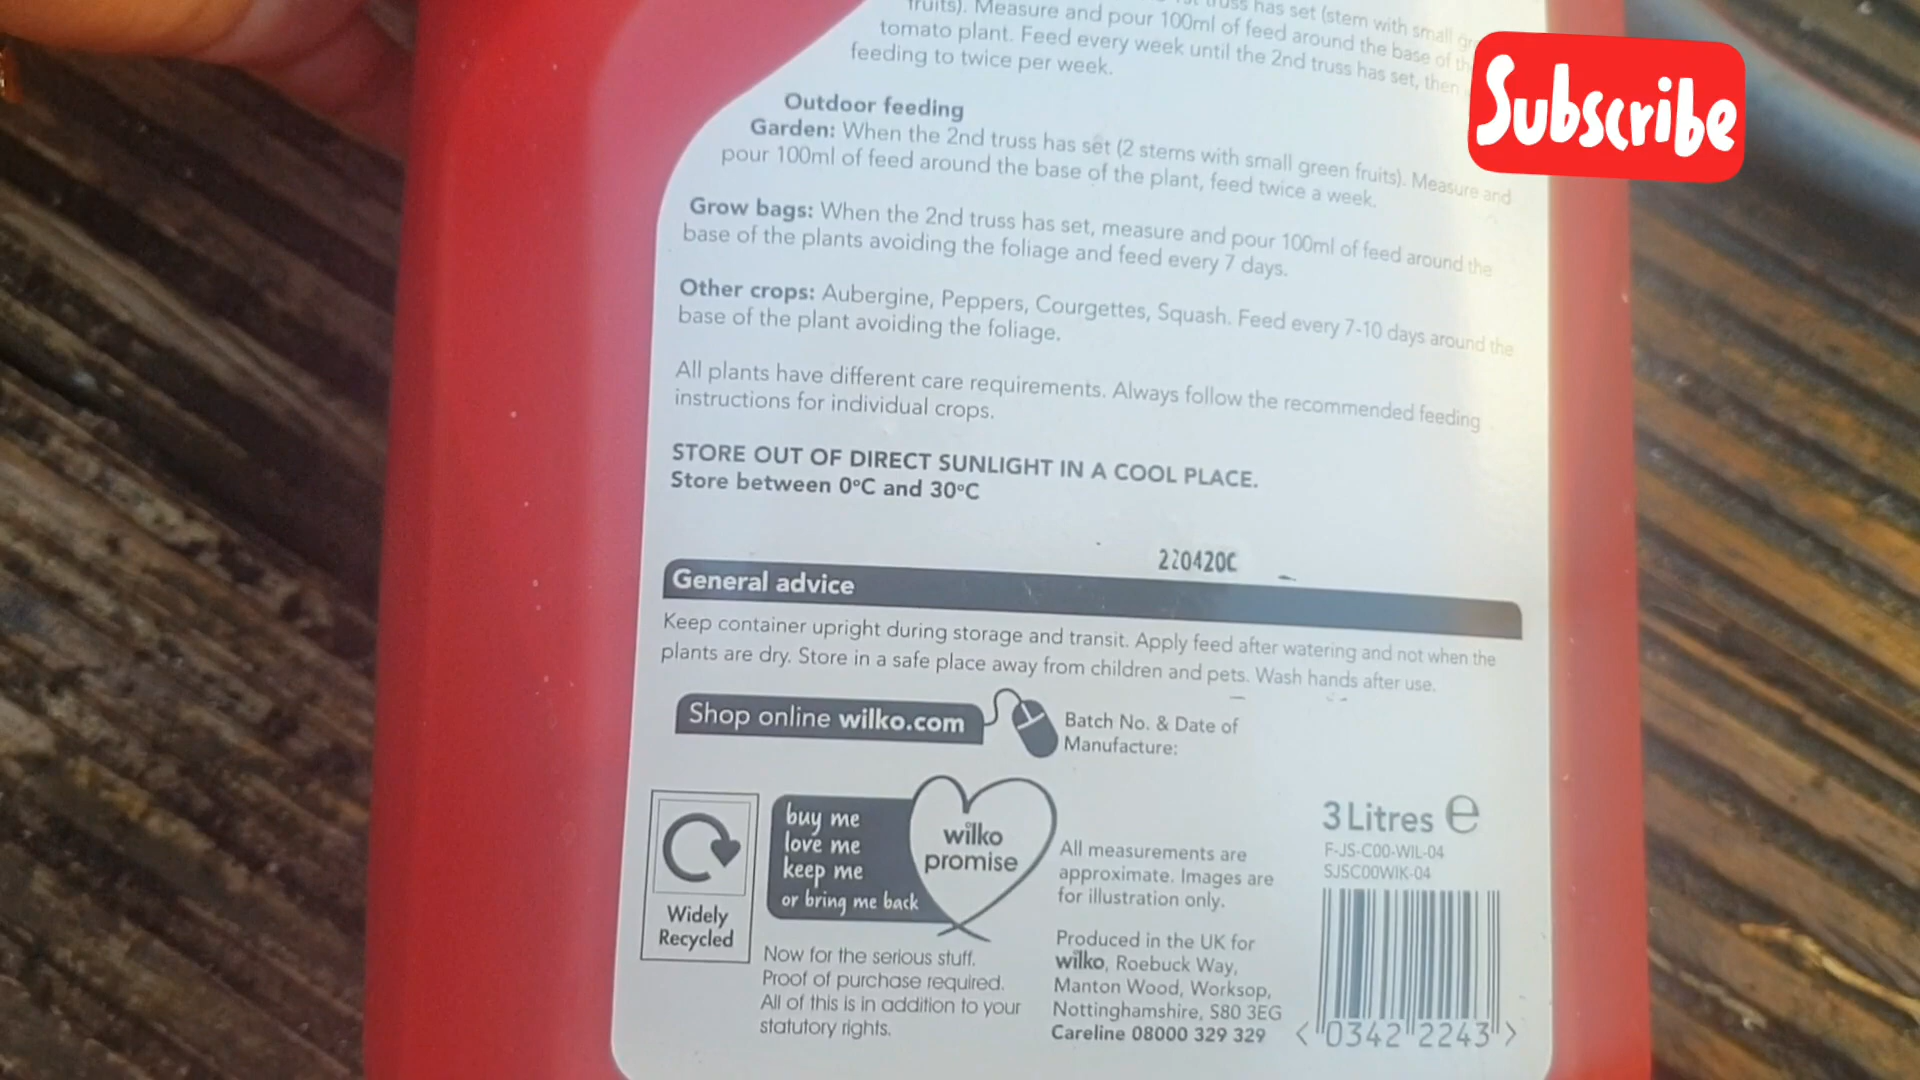 truss has set (stem with small
fruits). Measure and pour 100ml of feed around the base of
tomato plant. Feed every week until the 2nd truss has set, then
feeding to twice per week.
Subscribe
Outdoor feeding
Garden: When the 2nd truss has set (2 stems with small green fruits). Measure and
pour 100ml of feed around the base of the plant, feed twice a week.
Grow bags: When the 2nd truss has set, measure and pour 100ml of feed around the
base of the plants avoiding the foliage and feed every 7 days.
Other crops: Aubergine, Peppers, Courgettes, Squash. Feed every 7-10 days around the
base of the plant avoiding the foliage.
All plants have different care requirements. Always follow the recommended feeding
instructions for individual crops.
STORE OUT OF DIRECT SUNLIGHT IN A COOL PLACE.
Store between 0°C and 30°C
220420C
General advice
Keep container upright during storage and transit. Apply feed after watering and not when the
plants are dry. Store in a safe place away from children and pets. Wash hands after use.
Shop online wilko.com
Batch No. & Date of
Manufacture:
Widely
Recycled
buy me
love me
keep me
or bring me back
wilko
promise
Now for the serious stuff.
Proof of purchase required.
All of this is in addition to your
statutory rights.
All measurements are
approximate. Images are
for illustration only.
Produced in the UK for
wilko, Roebuck Way,
Manton Wood, Worksop,
Nottinghamshire, S80 3EG
Careline 08000 329 329
3 Litres e
F-JS-C00-WIL-04
SJSC00WIK-04
<0342 2243>